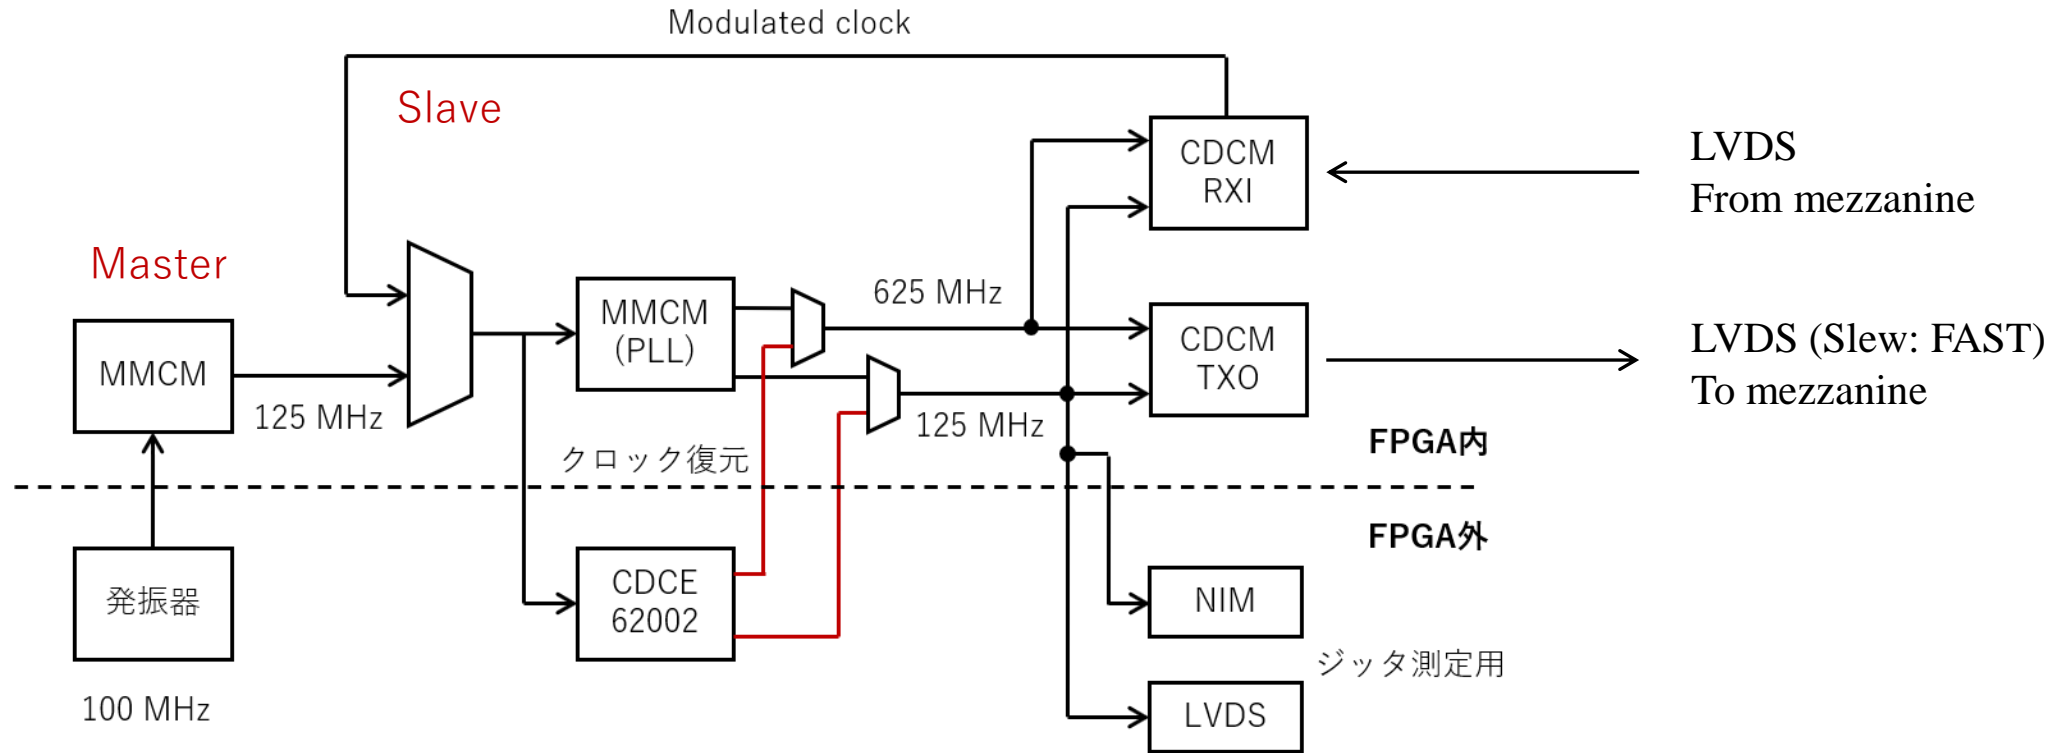 Modulated clock
Slave
Master
MMCM
125 MHz
MMCM
(PLL)
625 MHz
125 MHz
CDCM
RXI
CDCM
TXO
LVDS
From mezzanine
LVDS (Slew: FAST)
To mezzanine
クロック復元
FPGA内
FPGA外
発振器
100 MHz
CDCE
62002
NIM
ジッタ測定用
LVDS